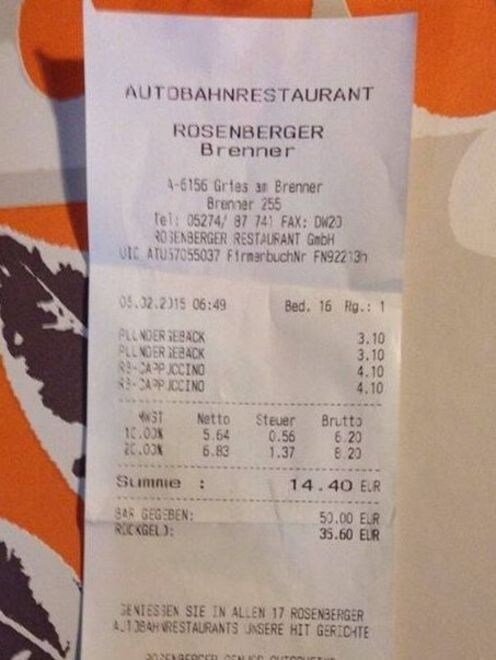 AUTOBAHNRESTAURANT
ROSENBERGER
Brenner
A-6156 Gries am Brenner
Brenner 255
Tel: 05274/ 87 741 FAX: DW20
ROSENBERGER RESTAURANT GmbH
UID ATU57055037 FirmenbuchNr FN92213h
05.02.2015 06:49 Bed. 16 Rg.: 1
PLUNDERGEBACK 3.10
PLUNDERGEBACK 3.10
RB-CAPPUCCINO 4.10
RB-CAPPUCCINO 4.10
MWST Netto Steuer Brutto
10.00% 5.64 0.56 6.20
20.00% 6.83 1.37 8.20
Summe : 14.40 EUR
BAR GEGEBEN: 50.00 EUR
RÜCKGELD: 35.60 EUR
GENIESSEN SIE IN ALLEN 17 ROSENBERGER
AUTOBAHNRESTAURANTS UNSERE HIT GERICHTE
ROSENBERGER